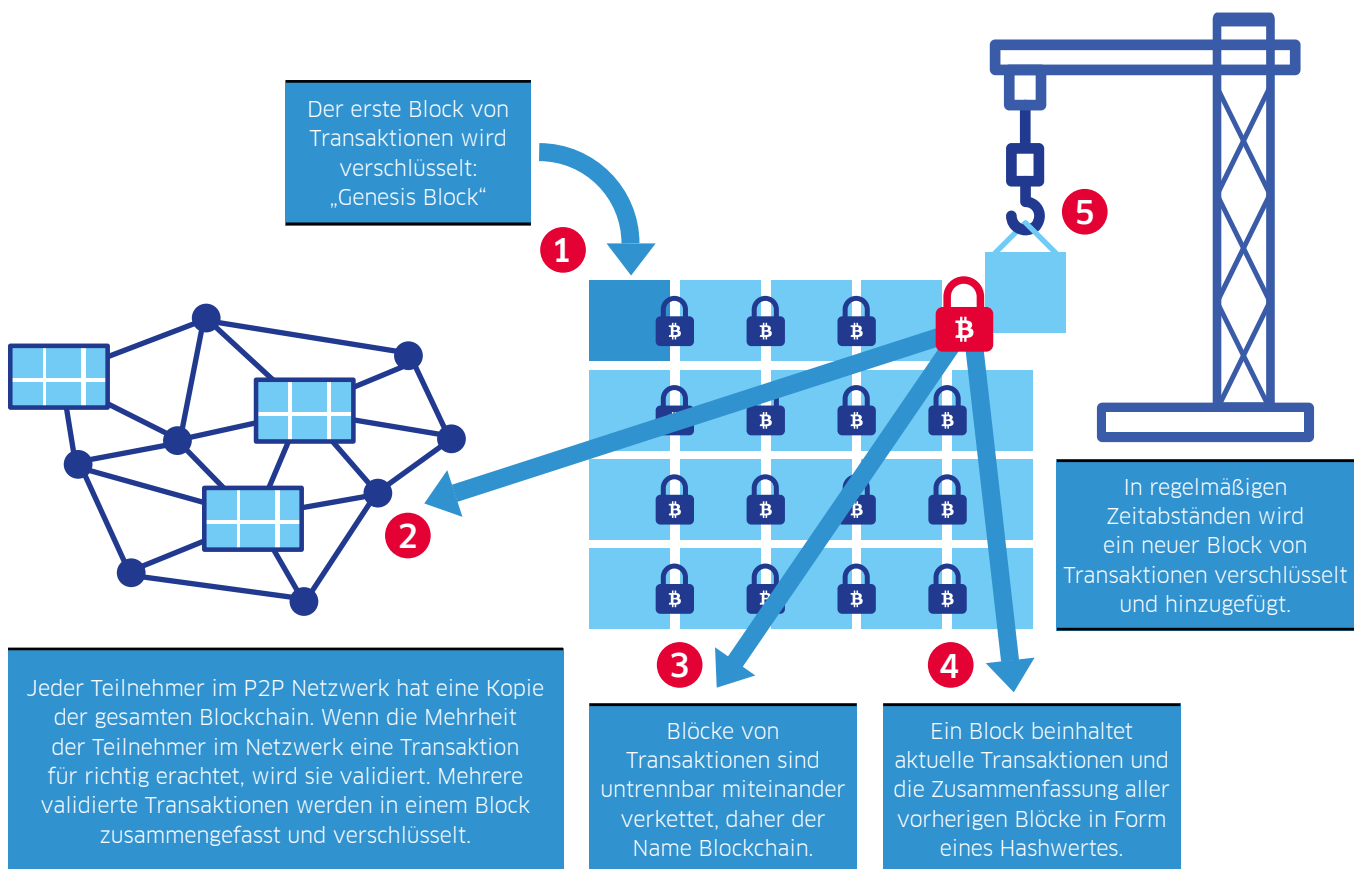 Der erste Block von
Transaktionen wird
verschlüsselt:
„Genesis Block“
1
5
2
In regelmäßigen
Zeitabständen wird
ein neuer Block von
Transaktionen verschlüsselt
und hinzugefügt.
Jeder Teilnehmer im P2P Netzwerk hat eine Kopie
der gesamten Blockchain. Wenn die Mehrheit
der Teilnehmer im Netzwerk eine Transaktion
für richtig erachtet, wird sie validiert. Mehrere
validierte Transaktionen werden in einem Block
zusammengefasst und verschlüsselt.
3
Blöcke von
Transaktionen sind
untrennbar miteinander
verkettet, daher der
Name Blockchain.
4
Ein Block beinhaltet
aktuelle Transaktionen und
die Zusammenfassung aller
vorherigen Blöcke in Form
eines Hashwertes.